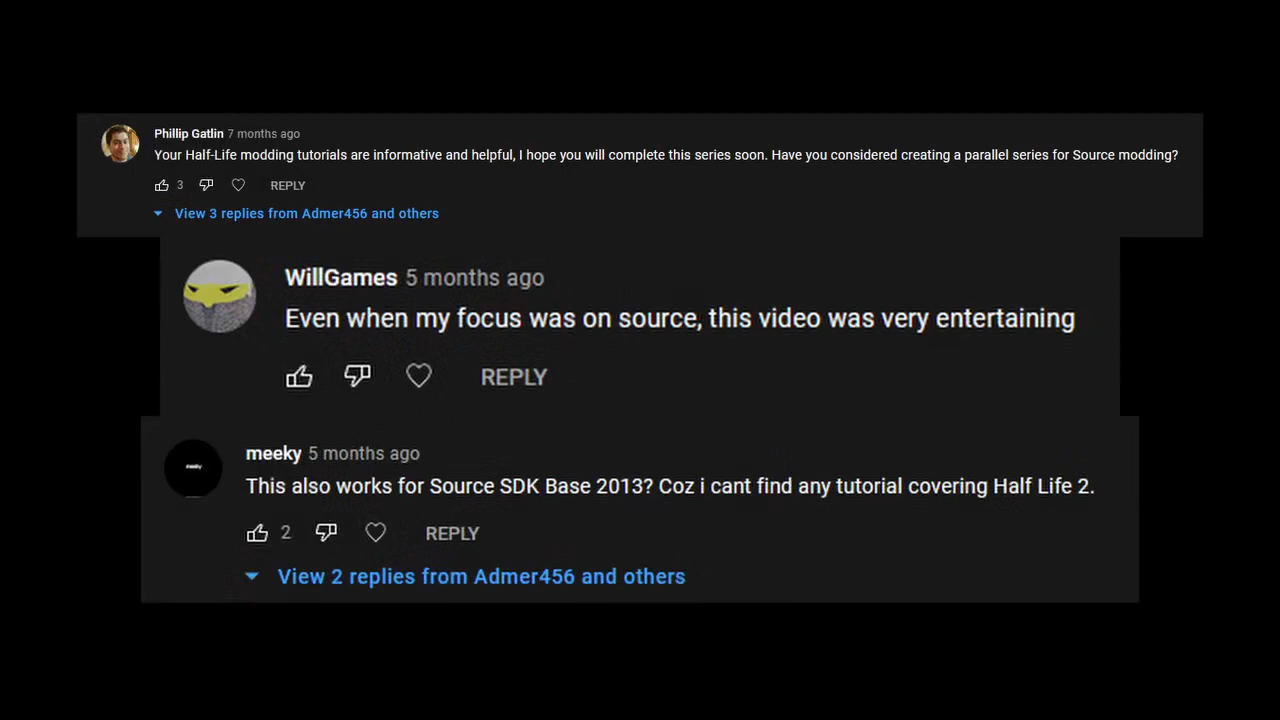 Phillip Gatlin 7 months ago
Your Half-Life modding tutorials are informative and helpful, I hope you will complete this series soon. Have you considered creating a parallel series for Source modding?
3 REPLY
View 3 replies from Admer456 and others
WillGames 5 months ago
Even when my focus was on source, this video was very entertaining
REPLY
meeky
meeky 5 months ago
This also works for Source SDK Base 2013? Coz i cant find any tutorial covering Half Life 2.
2 REPLY
View 2 replies from Admer456 and others